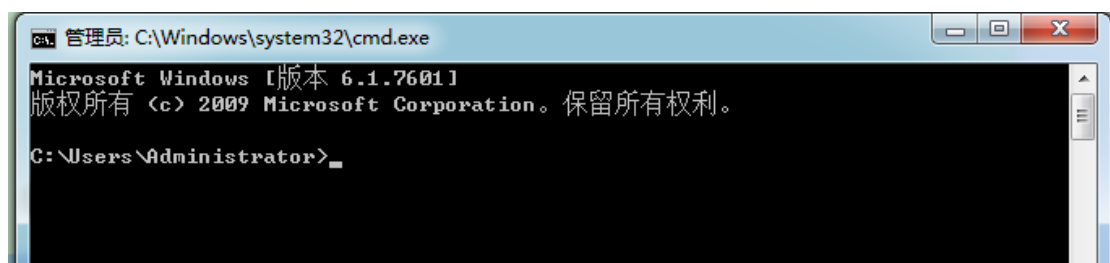 管理员: C:\Windows\system32\cmd.exe
Microsoft Windows [版本 6.1.7601]
版权所有 (c) 2009 Microsoft Corporation。保留所有权利。
C:\Users\Administrator>_